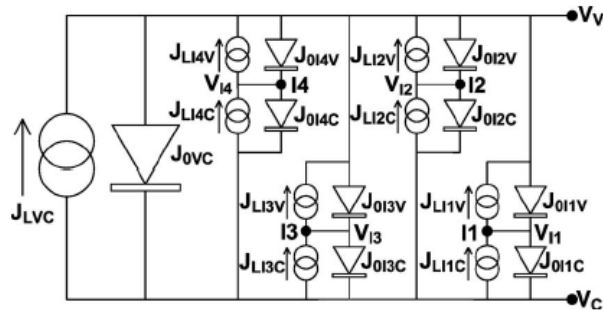 V_V
J_LI4V
J_0I4V
V_I4
I4
J_LI4C
J_0I4C
J_LI2V
J_0I2V
V_I2
I2
J_LI2C
J_0I2C
J_LVC
J_0VC
J_LI3V
J_0I3V
I3
V_I3
J_LI3C
J_0I3C
J_LI1V
J_0I1V
I1
V_I1
J_LI1C
J_0I1C
V_C